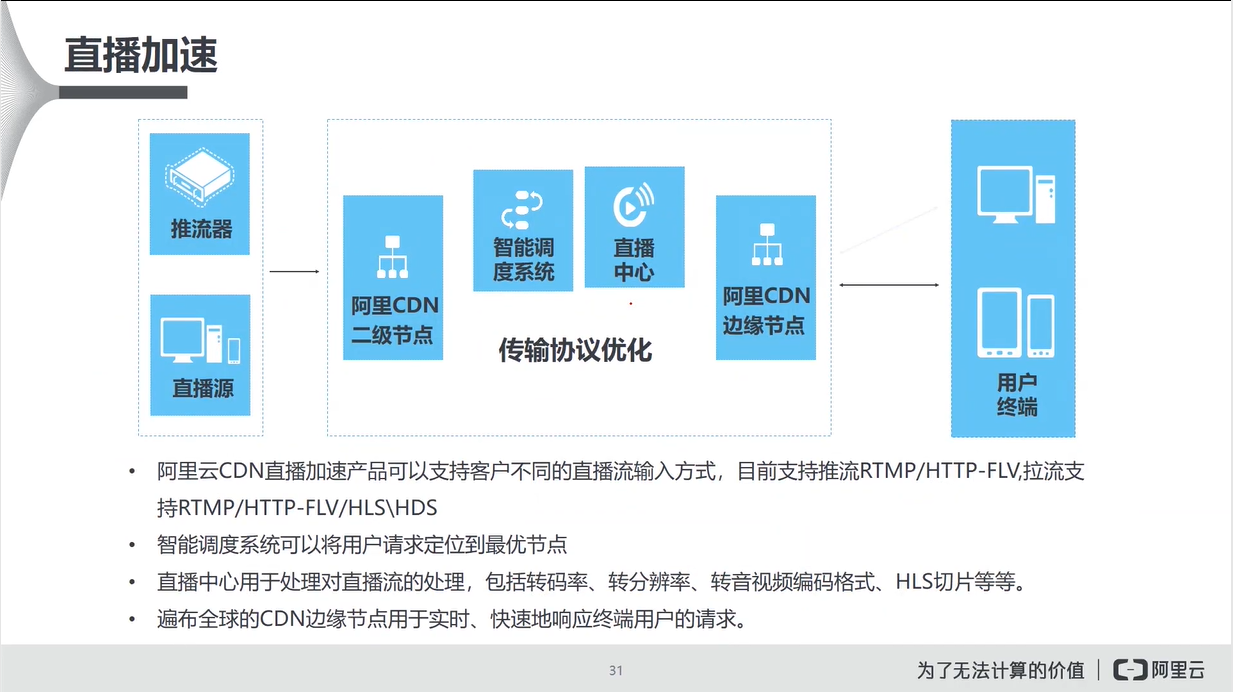 直播加速
推流器
直播源
阿里CDN
二级节点
智能调
度系统
直播
中心
传输协议优化
阿里CDN
边缘节点
用户
终端
• 阿里云CDN直播加速产品可以支持客户不同的直播流输入方式，目前支持推流RTMP/HTTP-FLV,拉流支
持RTMP/HTTP-FLV/HLS\HDS
• 智能调度系统可以将用户请求定位到最优节点
• 直播中心用于处理对直播流的处理，包括转码率、转分辨率、转音视频编码格式、HLS切片等等。
• 遍布全球的CDN边缘节点用于实时、快速地响应终端用户的请求。
31
为了无法计算的价值 | 阿里云